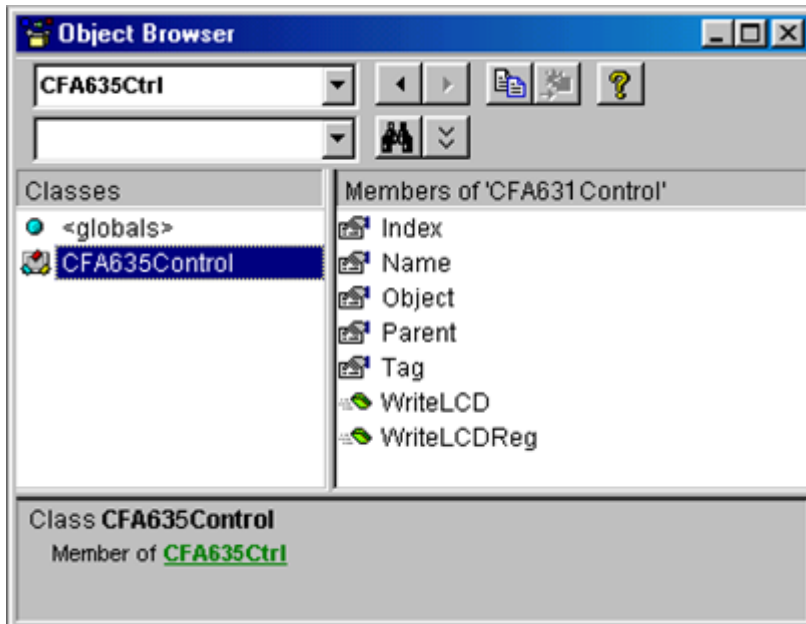 Object Browser
CFA635Ctrl
Classes
Members of 'CFA631Control'
<globals>
CFA635Control
Index
Name
Object
Parent
Tag
WriteLCD
WriteLCDReg
Class CFA635Control
Member of CFA635Ctrl